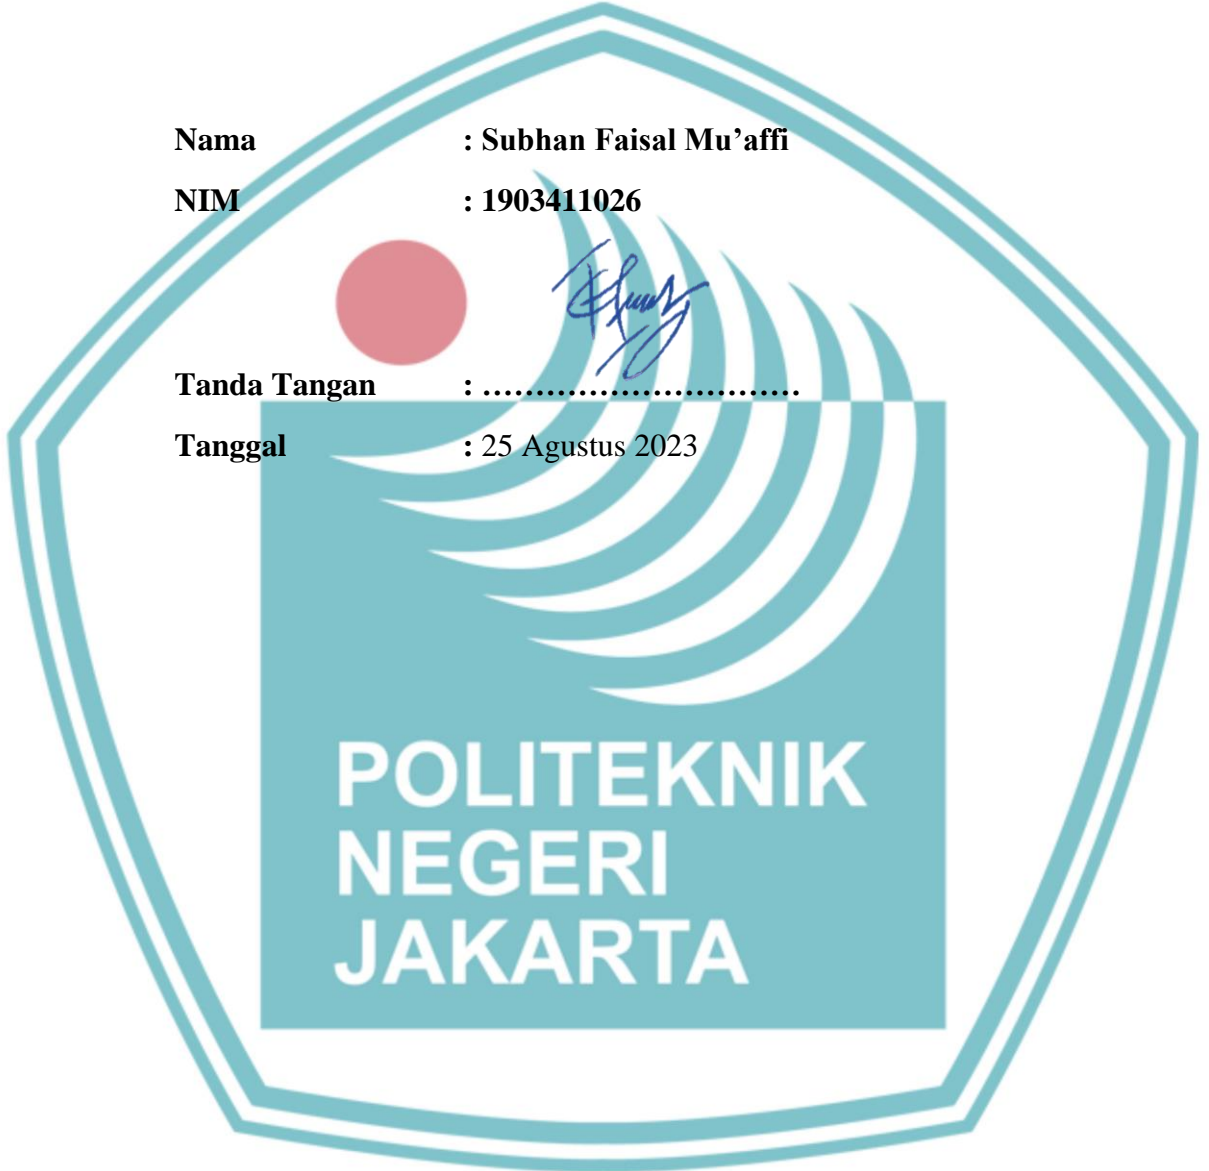 Nama : Subhan Faisal Mu’affi
NIM : 1903411026
Tanda Tangan : …………………………
Tanggal : 25 Agustus 2023
POLITEKNIK
NEGERI
JAKARTA